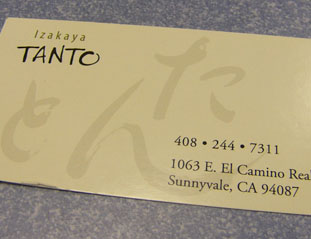 Izakaya
TANTO
たんと
408 • 244 • 7311
1063 E. El Camino Real
Sunnyvale, CA 94087